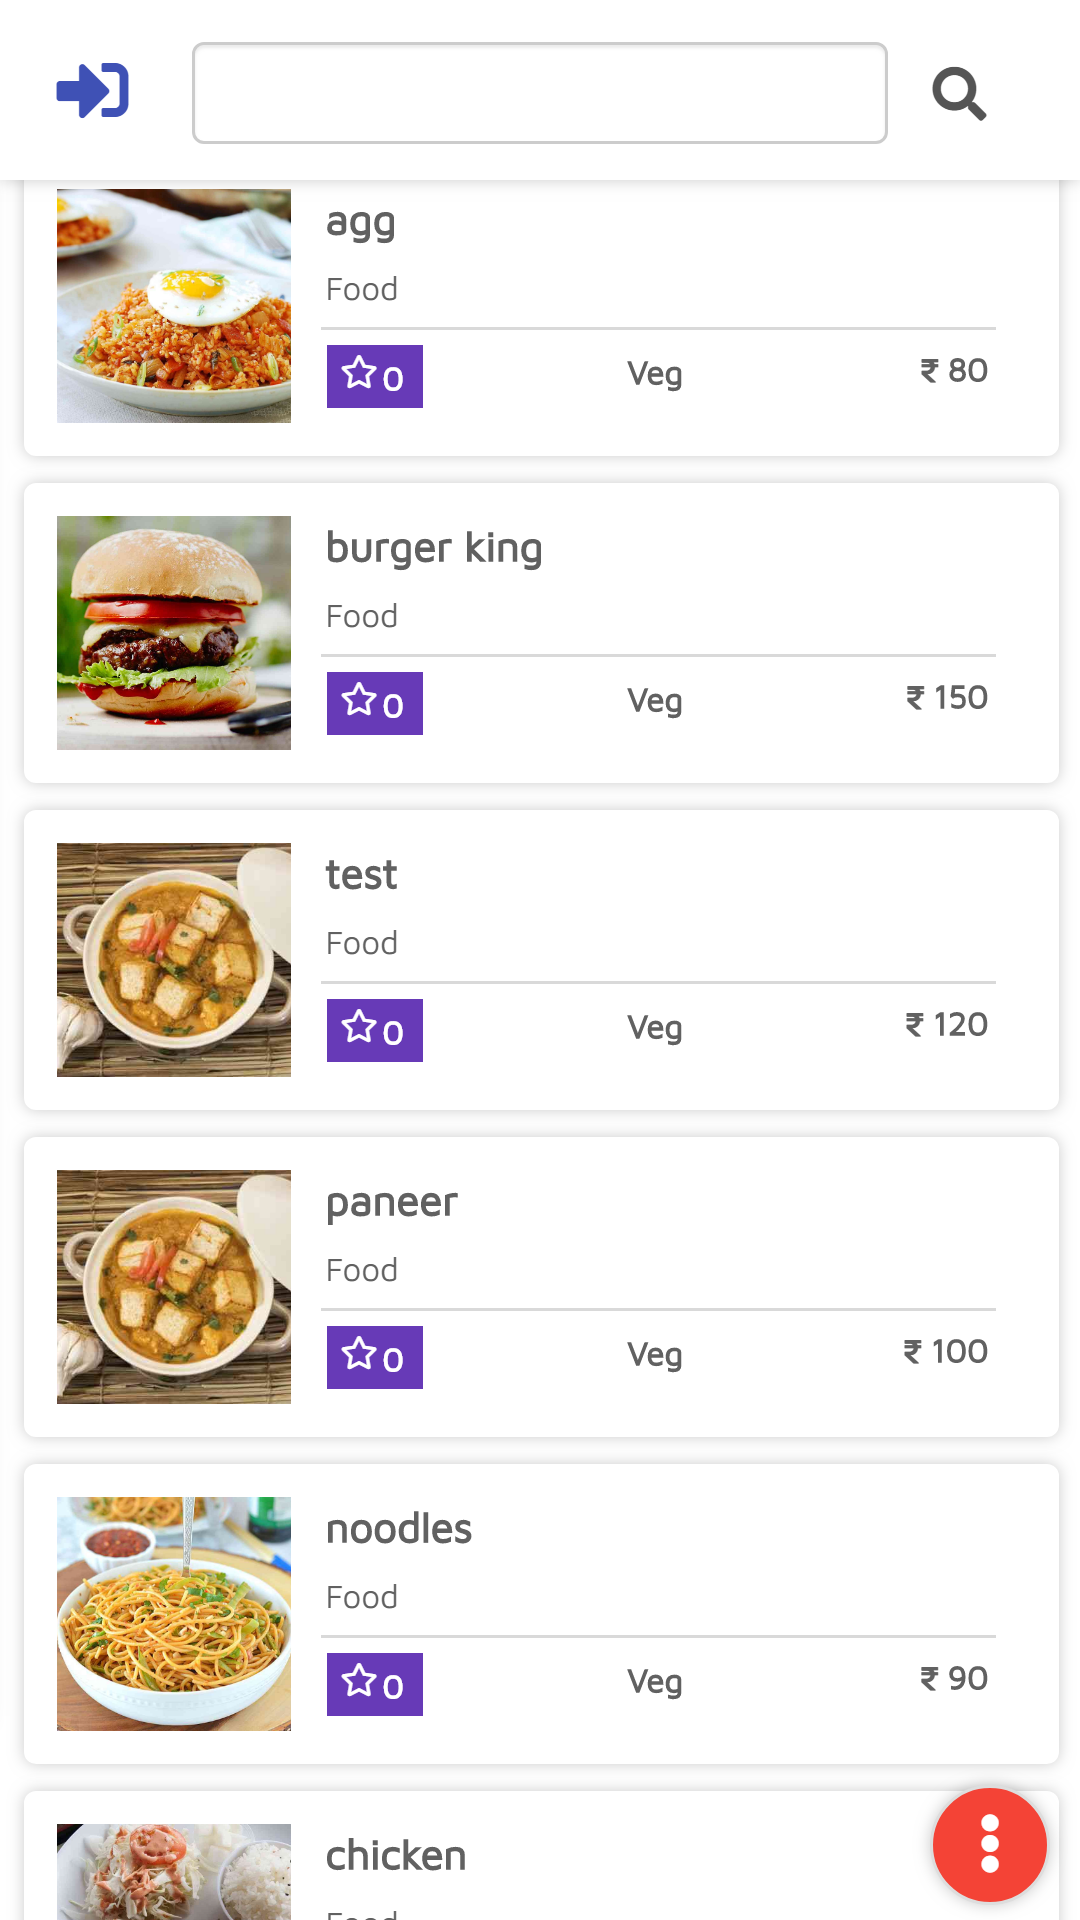 agg
Food
0 Veg ₹ 80
burger king
Food
0 Veg ₹ 150
test
Food
0 Veg ₹ 120
paneer
Food
0 Veg ₹ 100
noodles
Food
0 Veg ₹ 90
chicken
Food